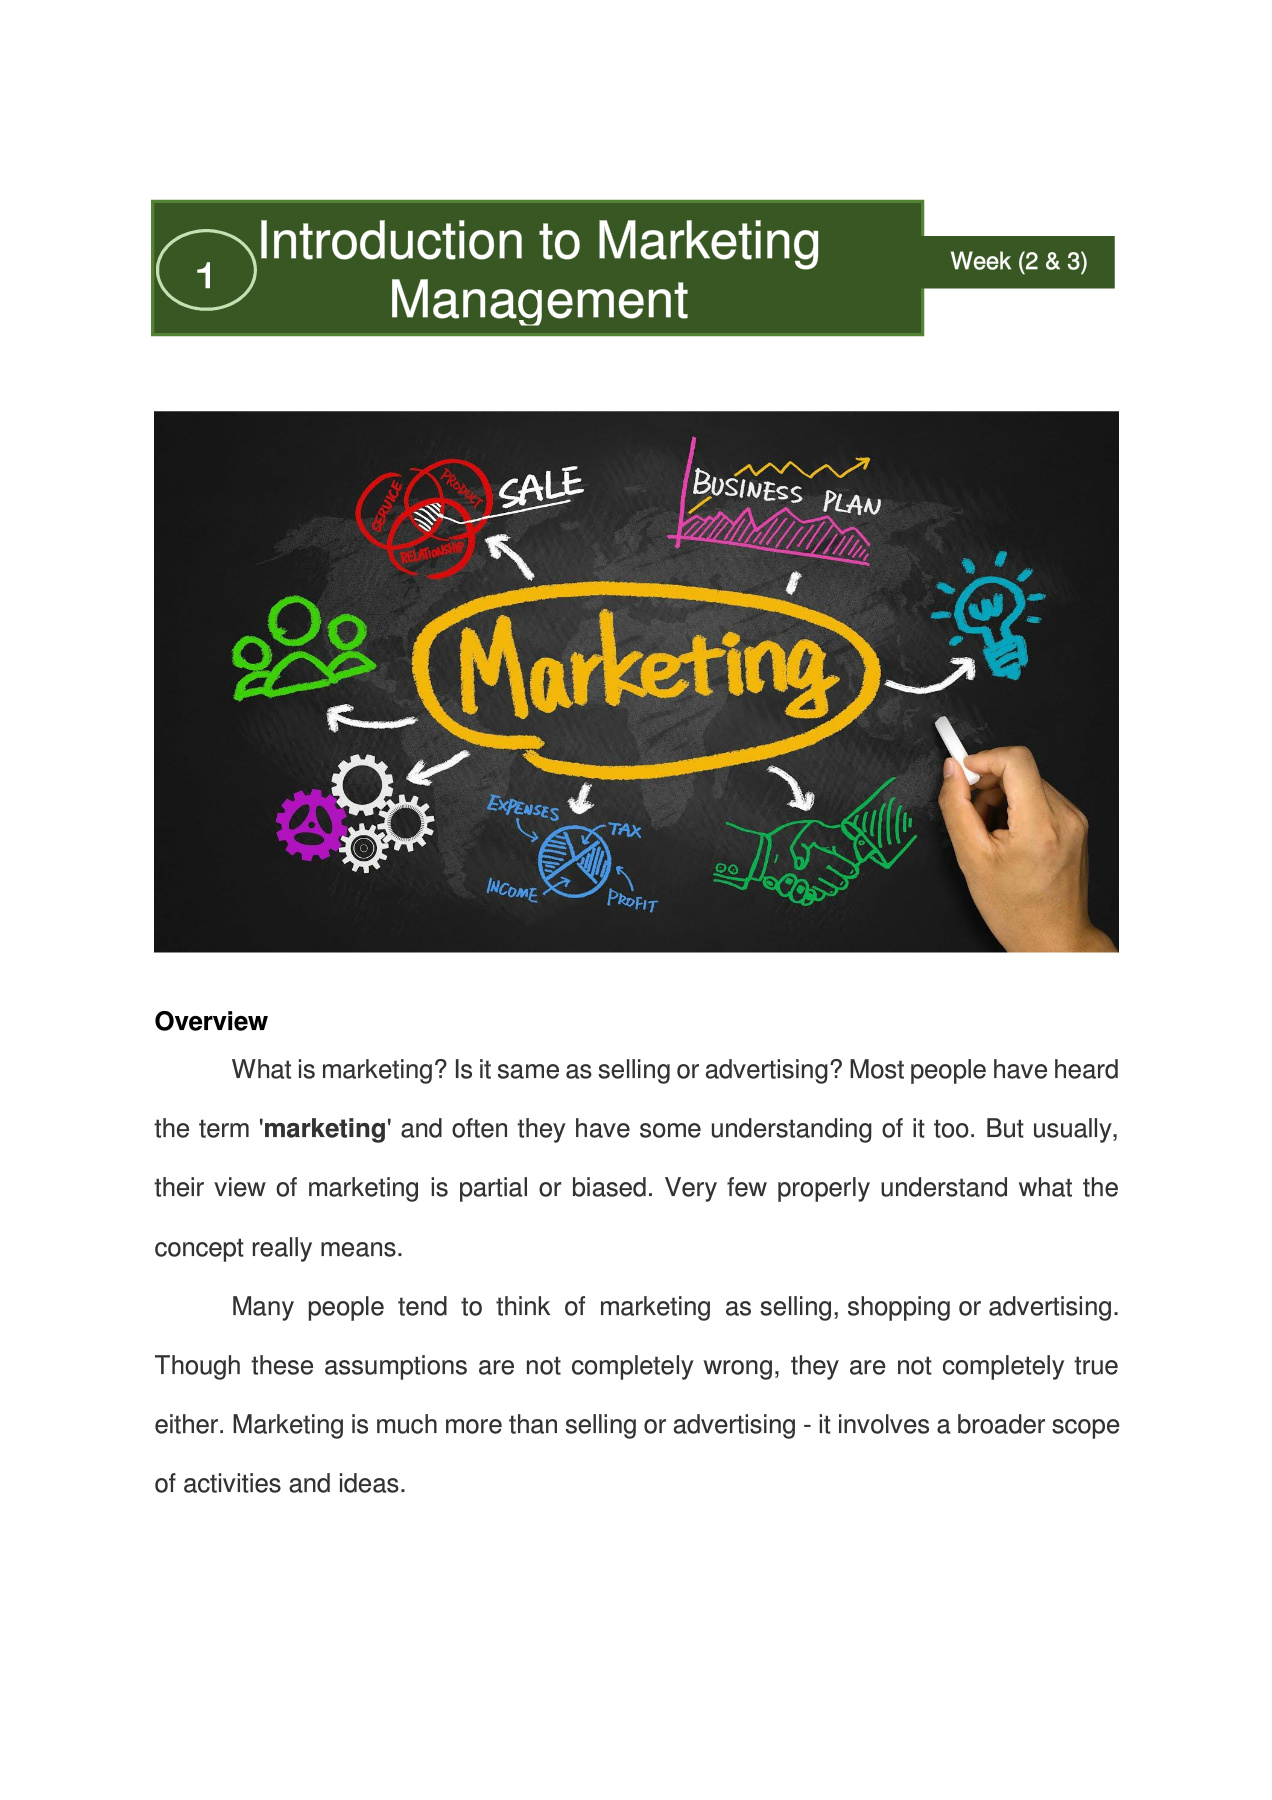 1
Introduction to Marketing
Management
Week (2 & 3)
SERVICE
PRODUCT
RELATIONSHIP
SALE
BUSINESS PLAN
Marketing
EXPENSES
TAX
INCOME
PROFIT
Overview
What is marketing? Is it same as selling or advertising? Most people have heard
the term 'marketing' and often they have some understanding of it too. But usually,
their view of marketing is partial or biased. Very few properly understand what the
concept really means.
Many people tend to think of marketing as selling, shopping or advertising.
Though these assumptions are not completely wrong, they are not completely true
either. Marketing is much more than selling or advertising - it involves a broader scope
of activities and ideas.